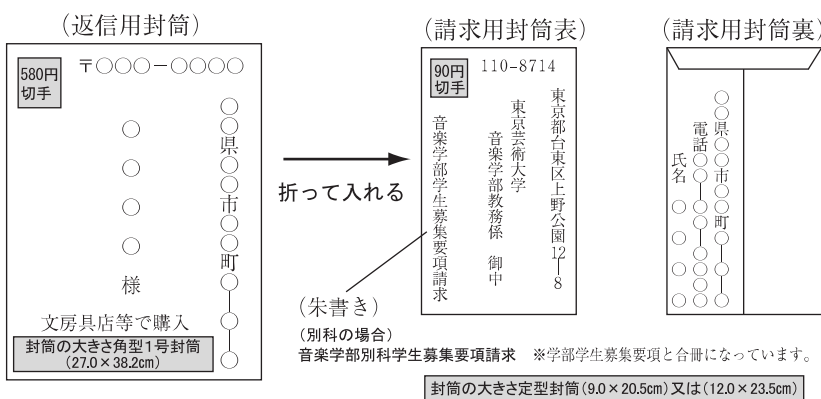 （返信用封筒）
580円
切手
〒○○○－○○○○
○○県○○市○○町○－○－○
○○○○様
文房具店等で購入
封筒の大きさ角型1号封筒
（27.0×38.2cm）
折って入れる
（請求用封筒表）
90円
切手
110-8714
東京都台東区上野公園12－8
東京芸術大学
音楽学部教務係　御中
音楽学部学生募集要項請求
（朱書き）
（別科の場合）
音楽学部別科学生募集要項請求　※学部学生募集要項と合冊になっています。
封筒の大きさ定型封筒(9.0×20.5cm)又は(12.0×23.5cm)
（請求用封筒裏）
○○県○○市○○町○－○－○
電話○○－○○－○○
氏名　○○○○